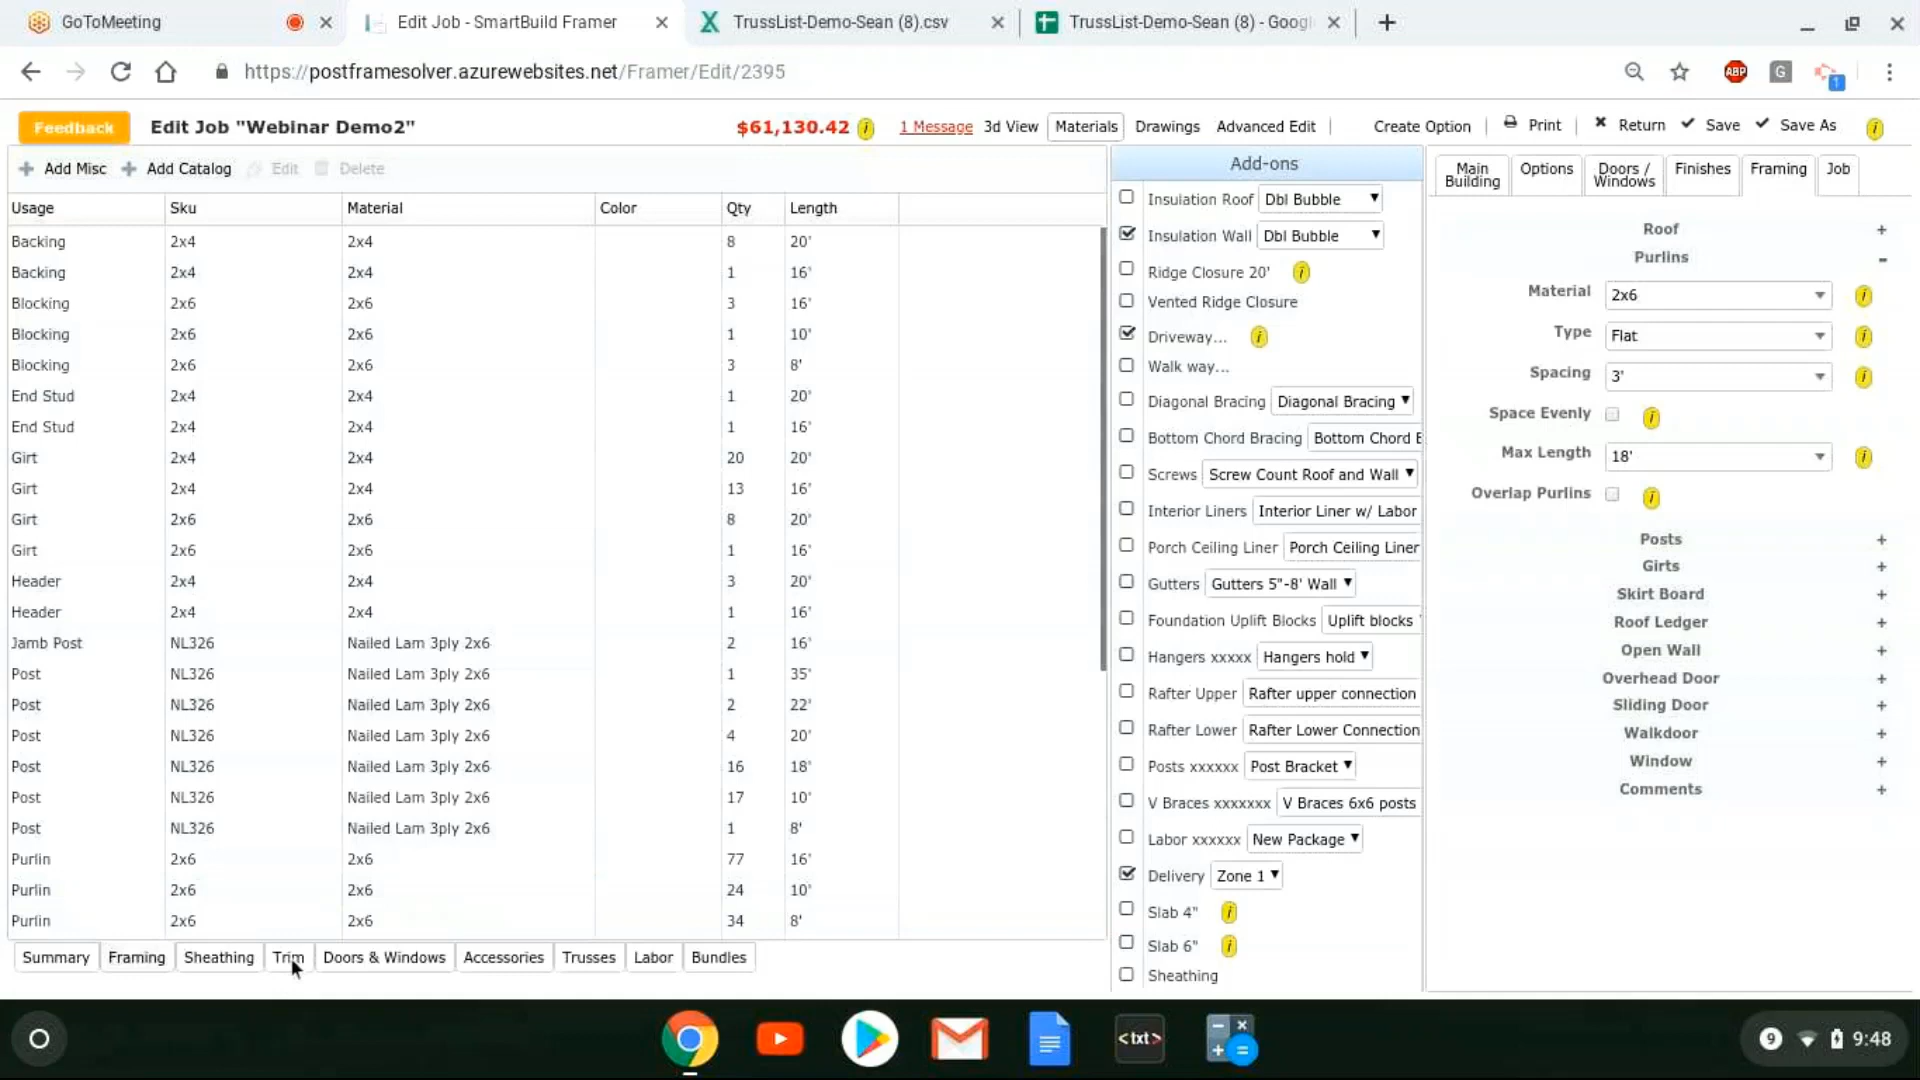 GoToMeeting
Edit Job - SmartBuild Framer
TrussList-Demo-Sean (8).csv
TrussList-Demo-Sean (8) - Googl
https://postframesolver.azurewebsites.net/Framer/Edit/2395
ABP
G
1
Feedback
Edit Job "Webinar Demo2"
$61,130.42
1 Message
3d View
Materials
Drawings
Advanced Edit
Create Option
Print
Return
Save
Save As
Add Misc
Add Catalog
Edit
Delete
Usage Sku Material Color Qty Length
Backing 2x4 2x4 8 20'
Backing 2x4 2x4 1 16'
Blocking 2x6 2x6 3 16'
Blocking 2x6 2x6 1 10'
Blocking 2x6 2x6 3 8'
End Stud 2x4 2x4 1 20'
End Stud 2x4 2x4 1 16'
Girt 2x4 2x4 20 20'
Girt 2x4 2x4 13 16'
Girt 2x6 2x6 8 20'
Girt 2x6 2x6 1 16'
Header 2x4 2x4 3 20'
Header 2x4 2x4 1 16'
Jamb Post NL326 Nailed Lam 3ply 2x6 2 16'
Post NL326 Nailed Lam 3ply 2x6 1 35'
Post NL326 Nailed Lam 3ply 2x6 2 22'
Post NL326 Nailed Lam 3ply 2x6 4 20'
Post NL326 Nailed Lam 3ply 2x6 16 18'
Post NL326 Nailed Lam 3ply 2x6 17 10'
Post NL326 Nailed Lam 3ply 2x6 1 8'
Purlin 2x6 2x6 77 16'
Purlin 2x6 2x6 24 10'
Purlin 2x6 2x6 34 8'
Summary
Framing
Sheathing
Trim
Doors & Windows
Accessories
Trusses
Labor
Bundles
Add-ons
Insulation Roof Dbl Bubble
Insulation Wall Dbl Bubble
Ridge Closure 20'
Vented Ridge Closure
Driveway...
Walk way...
Diagonal Bracing Diagonal Bracing
Bottom Chord Bracing Bottom Chord E
Screws Screw Count Roof and Wall
Interior Liners Interior Liner w/ Labor
Porch Ceiling Liner Porch Ceiling Liner
Gutters Gutters 5"-8' Wall
Foundation Uplift Blocks Uplift blocks
Hangers xxxxx Hangers hold
Rafter Upper Rafter upper connection
Rafter Lower Rafter Lower Connection
Posts xxxxxx Post Bracket
V Braces xxxxxxx V Braces 6x6 posts
Labor xxxxxx New Package
Delivery Zone 1
Slab 4"
Slab 6"
Sheathing
Main Building
Options
Doors / Windows
Finishes
Framing
Job
Roof +
Purlins -
Material 2x6
Type Flat
Spacing 3'
Space Evenly
Max Length 18'
Overlap Purlins
Posts +
Girts +
Skirt Board +
Roof Ledger +
Open Wall +
Overhead Door +
Sliding Door +
Walkdoor +
Window +
Comments +
<txt>
9
9:48